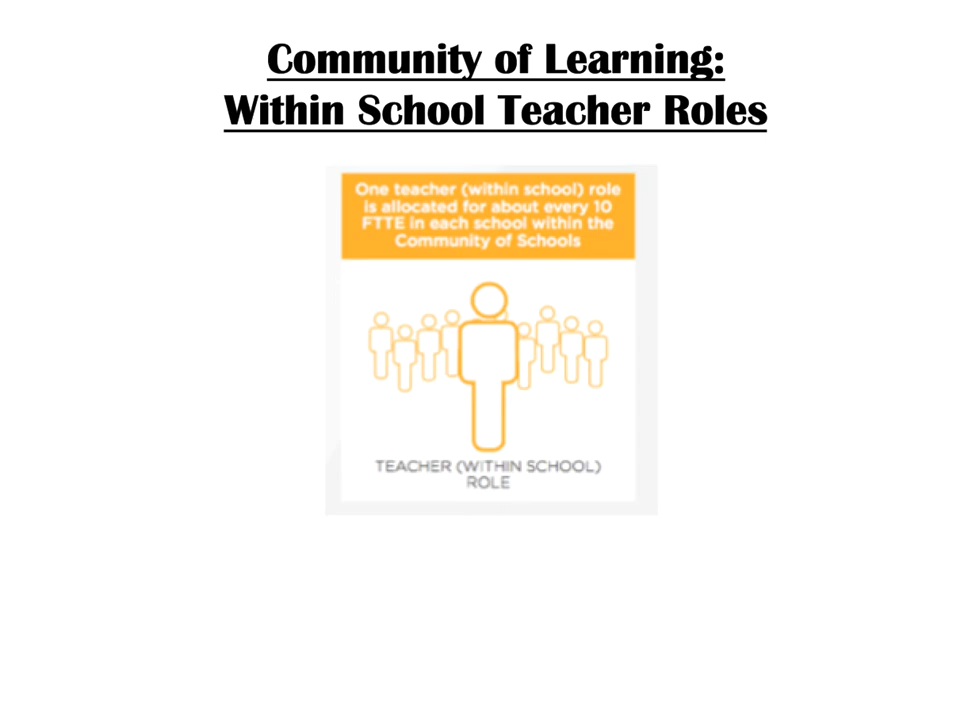 Community of Learning:
Within School Teacher Roles
One teacher (within school) role
is allocated for about every 10
FTTE in each school within the
Community of Schools
TEACHER (WITHIN SCHOOL)
ROLE